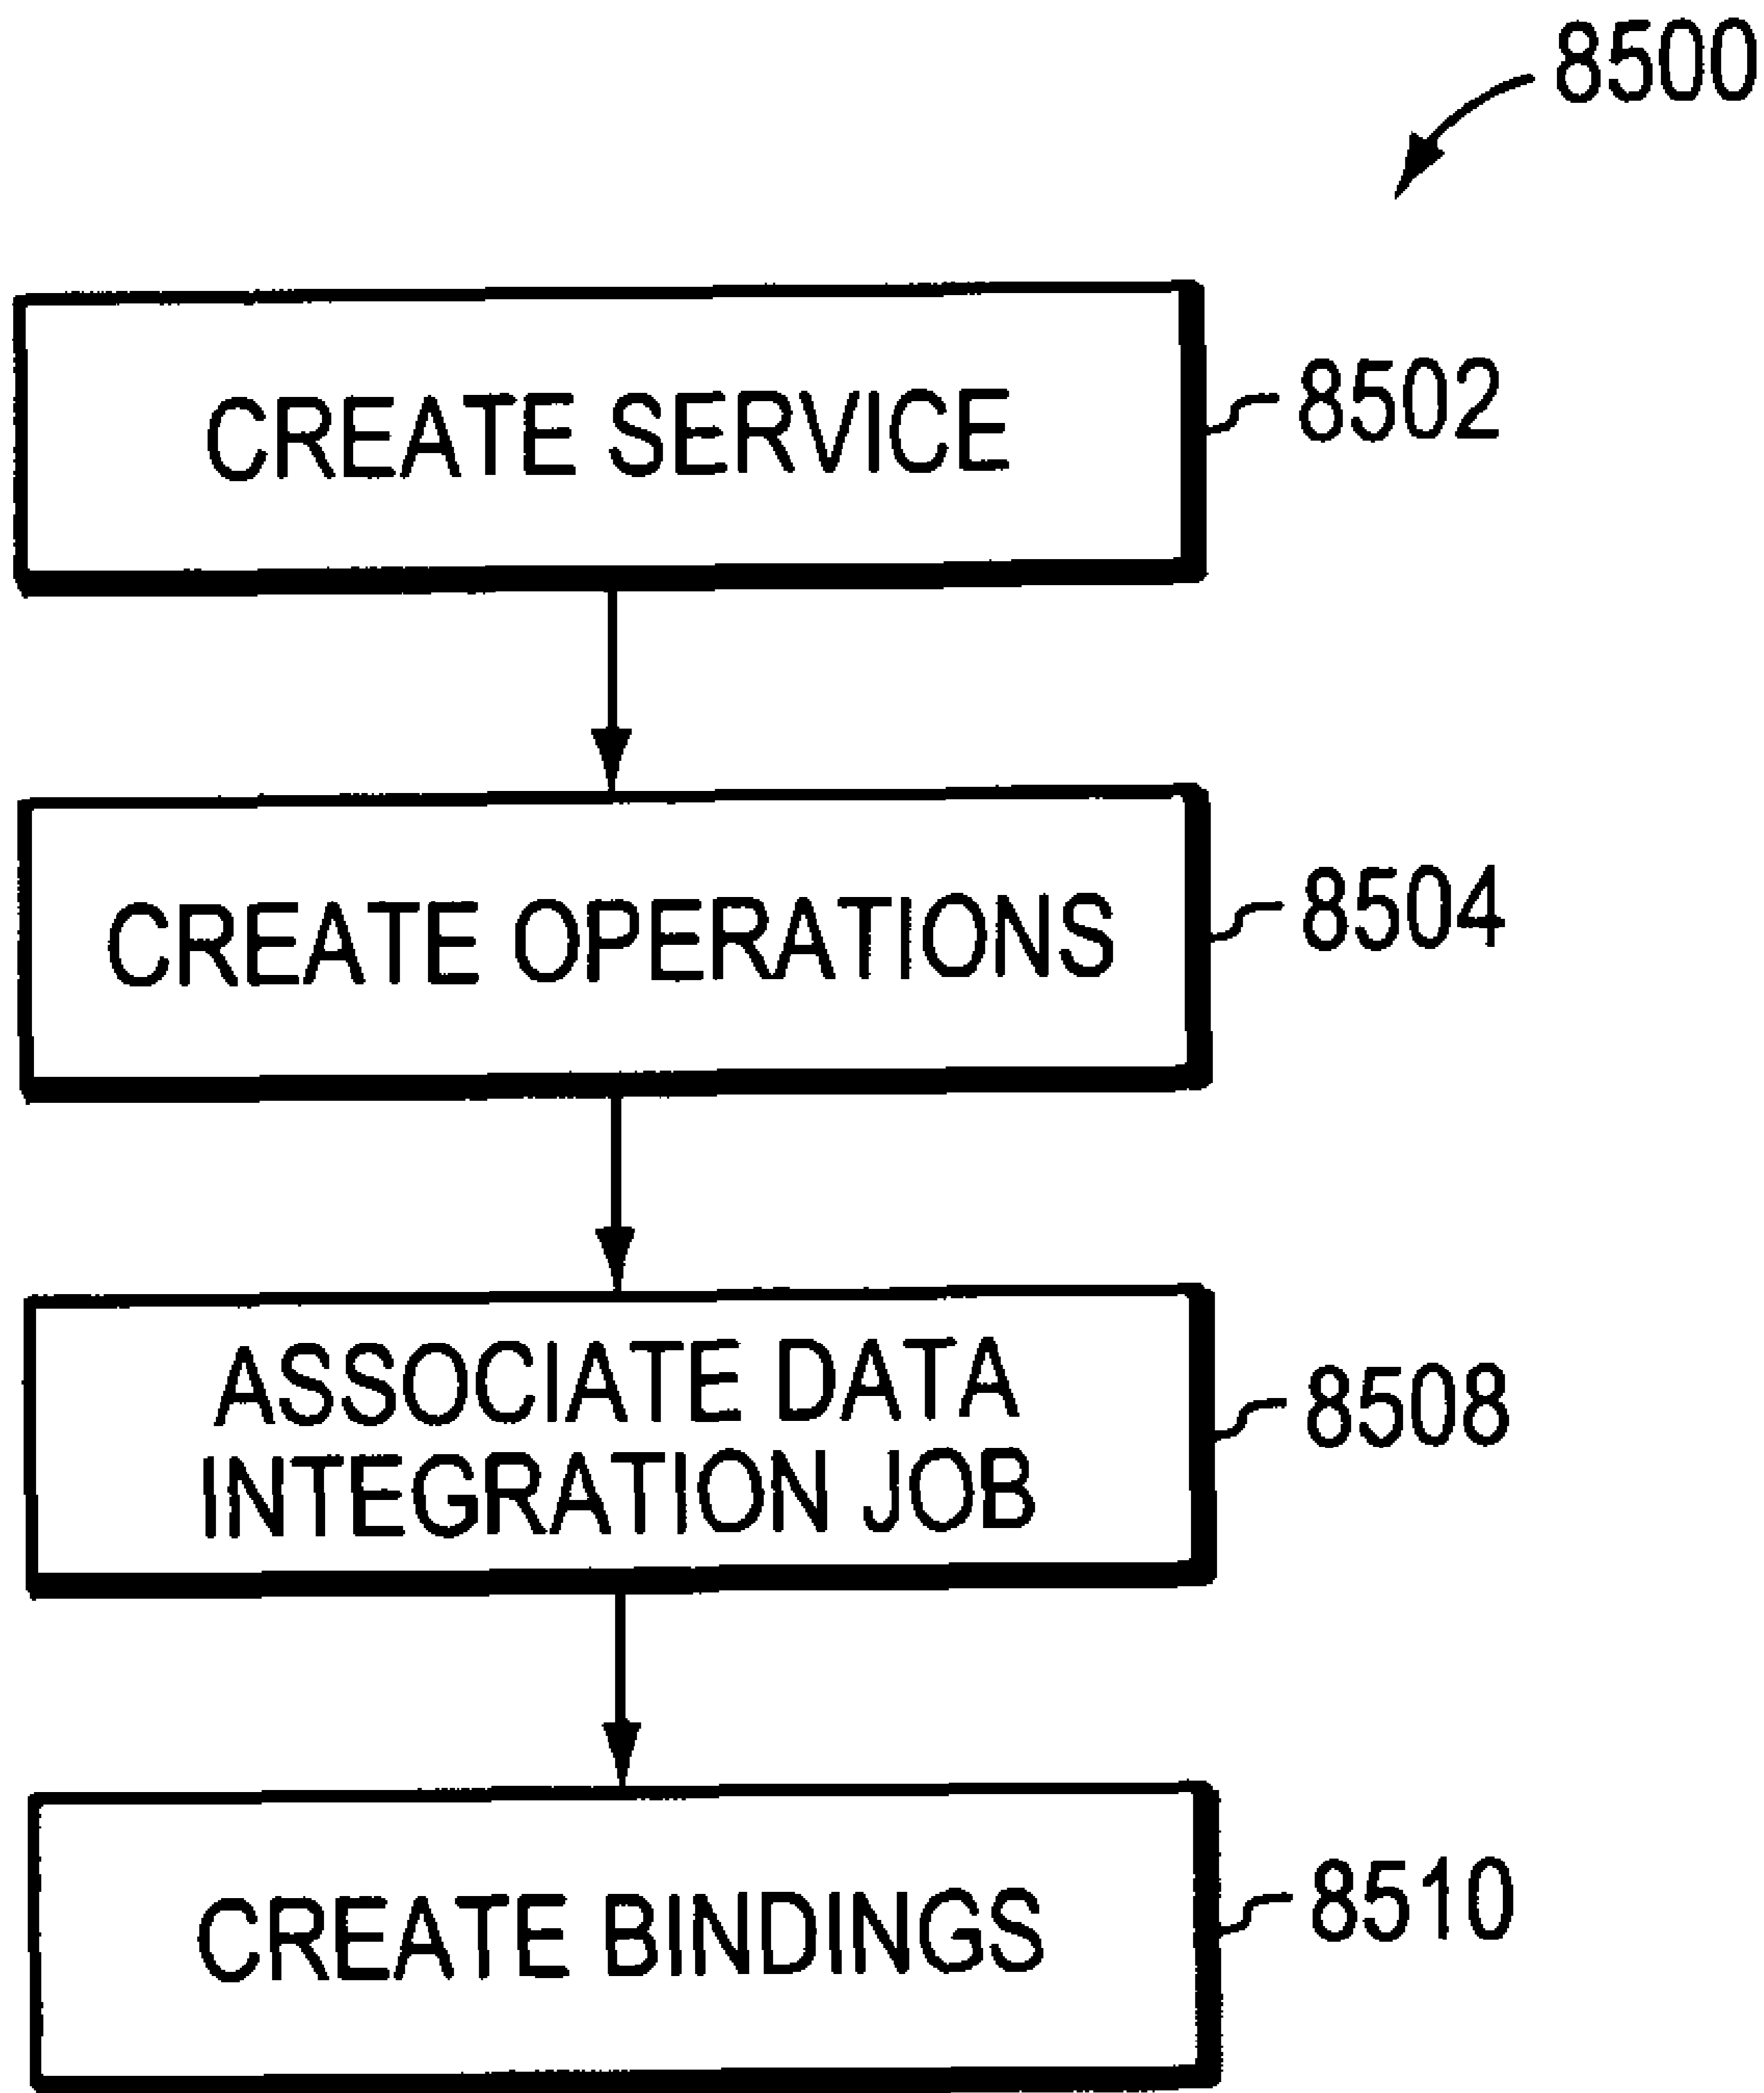 8500
CREATE SERVICE
8502
CREATE OPERATIONS
8504
ASSOCIATE DATA
INTEGRATION JOB
8508
CREATE BINDINGS
8510